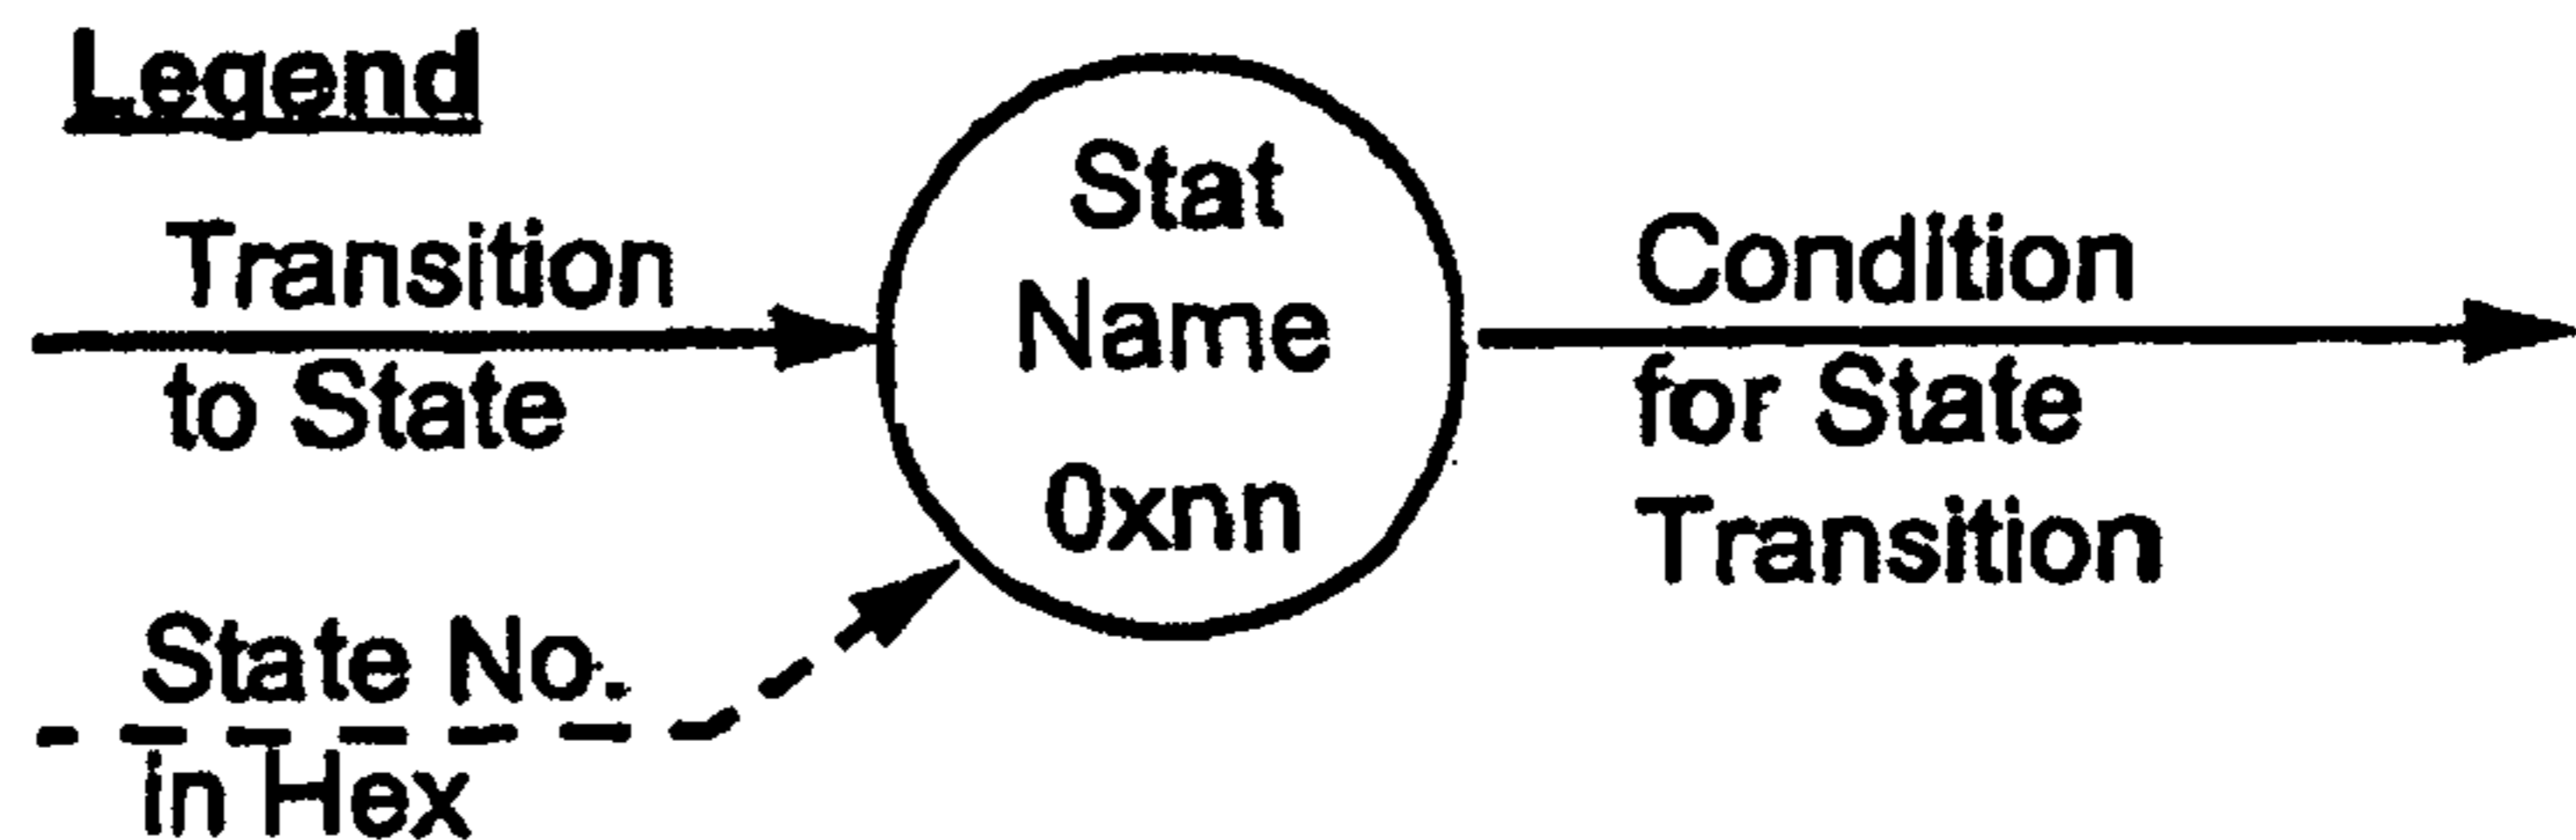 Legend
Transition
to State
Stat
Name
0xnn
Condition
for State
Transition
State No.
in Hex